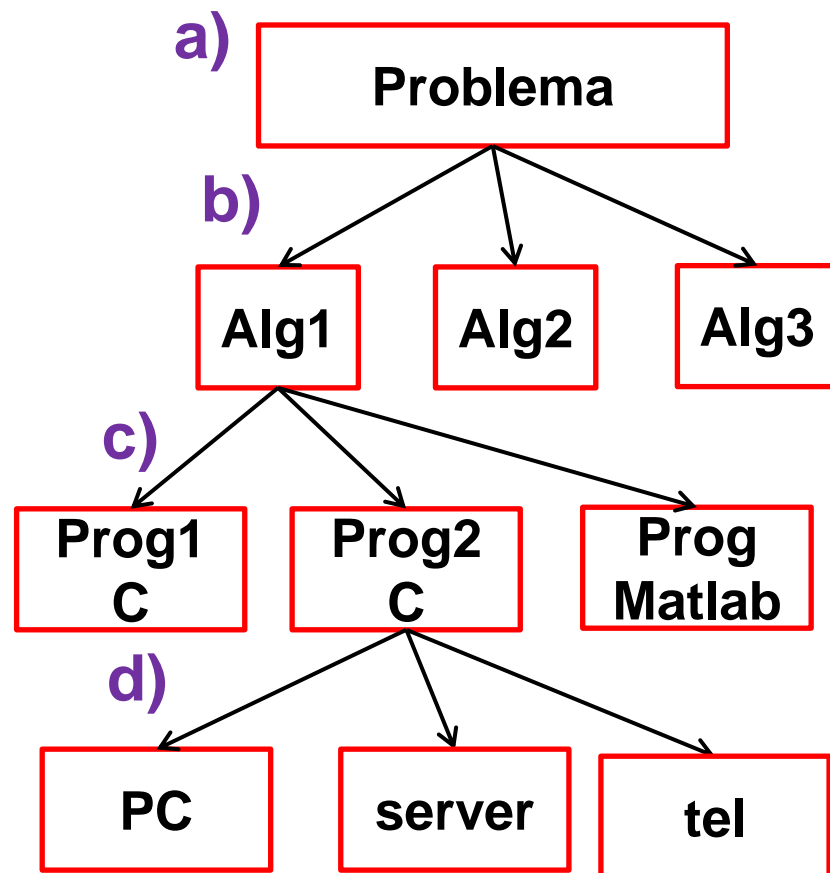 a)
Problema
b)
Alg1
Alg2
Alg3
c)
Prog1
C
Prog2
C
Prog
Matlab
d)
PC
server
tel